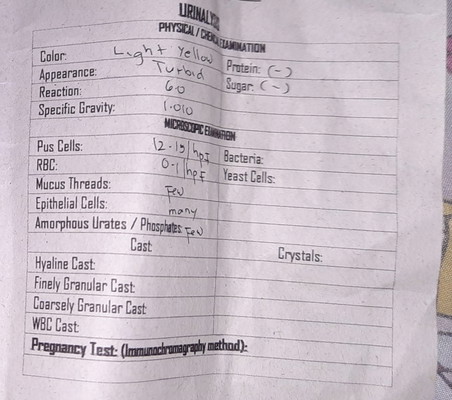 URINALYSIS
PHYSICAL / CHEMICAL EXAMINATION
Color: Light Yellow Protein: (-)
Appearance: Turbid Sugar: (-)
Reaction: 6.0
Specific Gravity: 1.010
MICROSCOPIC EXAMINATION
Pus Cells: 12-15/hpf Bacteria:
RBC: 0-1/hpf Yeast Cells:
Mucus Threads: Few
Epithelial Cells: many
Amorphous Urates / Phosphates Few
Cast Crystals:
Hyaline Cast:
Finely Granular Cast
Coarsely Granular Cast
WBC Cast:
Pregnancy Test: (Immunochromagraphy method):